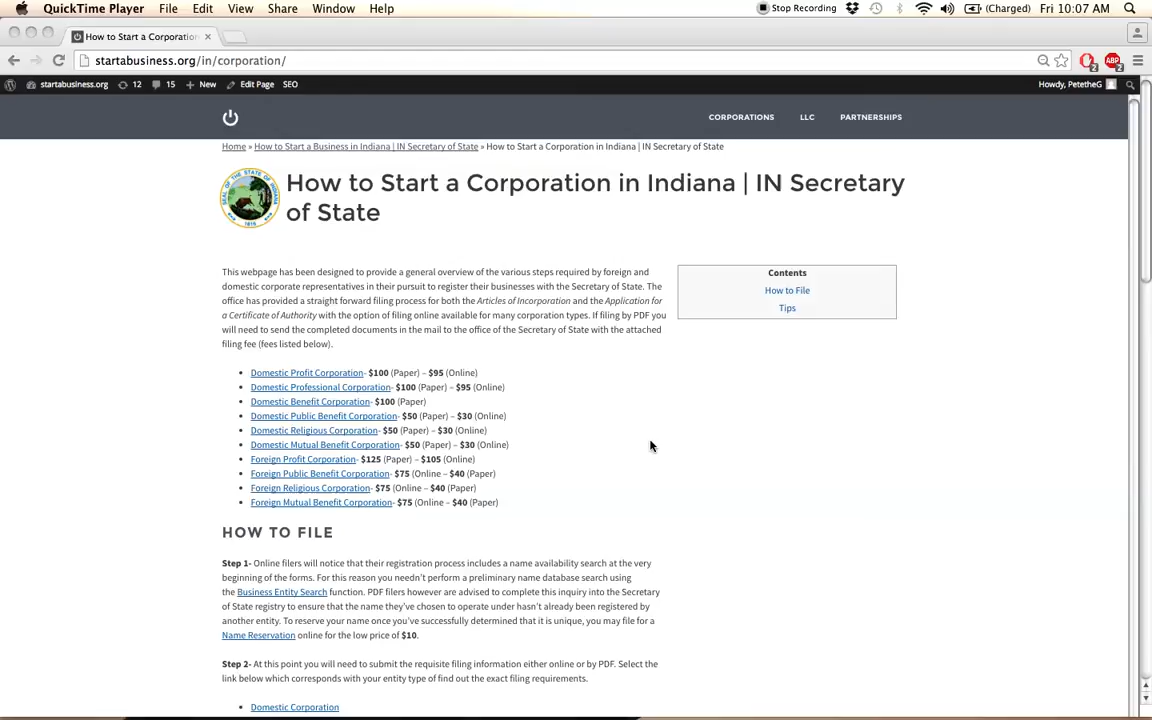 QuickTime Player File Edit View Share Window Help Stop Recording (Charged) Fri 10:07 AM
How to Start a Corporation ×
startabusiness.org/in/corporation/
startabusiness.org 12 15 + New Edit Page SEO Howdy, PetetheG
CORPORATIONS LLC PARTNERSHIPS
Home » How to Start a Business in Indiana | IN Secretary of State » How to Start a Corporation in Indiana | IN Secretary of State
How to Start a Corporation in Indiana | IN Secretary
of State
This webpage has been designed to provide a general overview of the various steps required by foreign and
domestic corporate representatives in their pursuit to register their businesses with the Secretary of State. The
office has provided a straight forward filing process for both the Articles of Incorporation and the Application for
a Certificate of Authority with the option of filing online available for many corporation types. If filing by PDF you
will need to send the completed documents in the mail to the office of the Secretary of State with the attached
filing fee (fees listed below).
Contents
How to File
Tips
• Domestic Profit Corporation- $100 (Paper) – $95 (Online)
• Domestic Professional Corporation- $100 (Paper) – $95 (Online)
• Domestic Benefit Corporation- $100 (Paper)
• Domestic Public Benefit Corporation- $50 (Paper) – $30 (Online)
• Domestic Religious Corporation- $50 (Paper) – $30 (Online)
• Domestic Mutual Benefit Corporation- $50 (Paper) – $30 (Online)
• Foreign Profit Corporation- $125 (Paper) – $105 (Online)
• Foreign Public Benefit Corporation- $75 (Online – $40 (Paper)
• Foreign Religious Corporation- $75 (Online – $40 (Paper)
• Foreign Mutual Benefit Corporation- $75 (Online – $40 (Paper)
HOW TO FILE
Step 1- Online filers will notice that their registration process includes a name availability search at the very
beginning of the forms. For this reason you needn't perform a preliminary name database search using
the Business Entity Search function. PDF filers however are advised to complete this inquiry into the Secretary
of State registry to ensure that the name they've chosen to operate under hasn't already been registered by
another entity. To reserve your name once you've successfully determined that it is unique, you may file for a
Name Reservation online for the low price of $10.
Step 2- At this point you will need to submit the requisite filing information either online or by PDF. Select the
link below which corresponds with your entity type of find out the exact filing requirements.
• Domestic Corporation